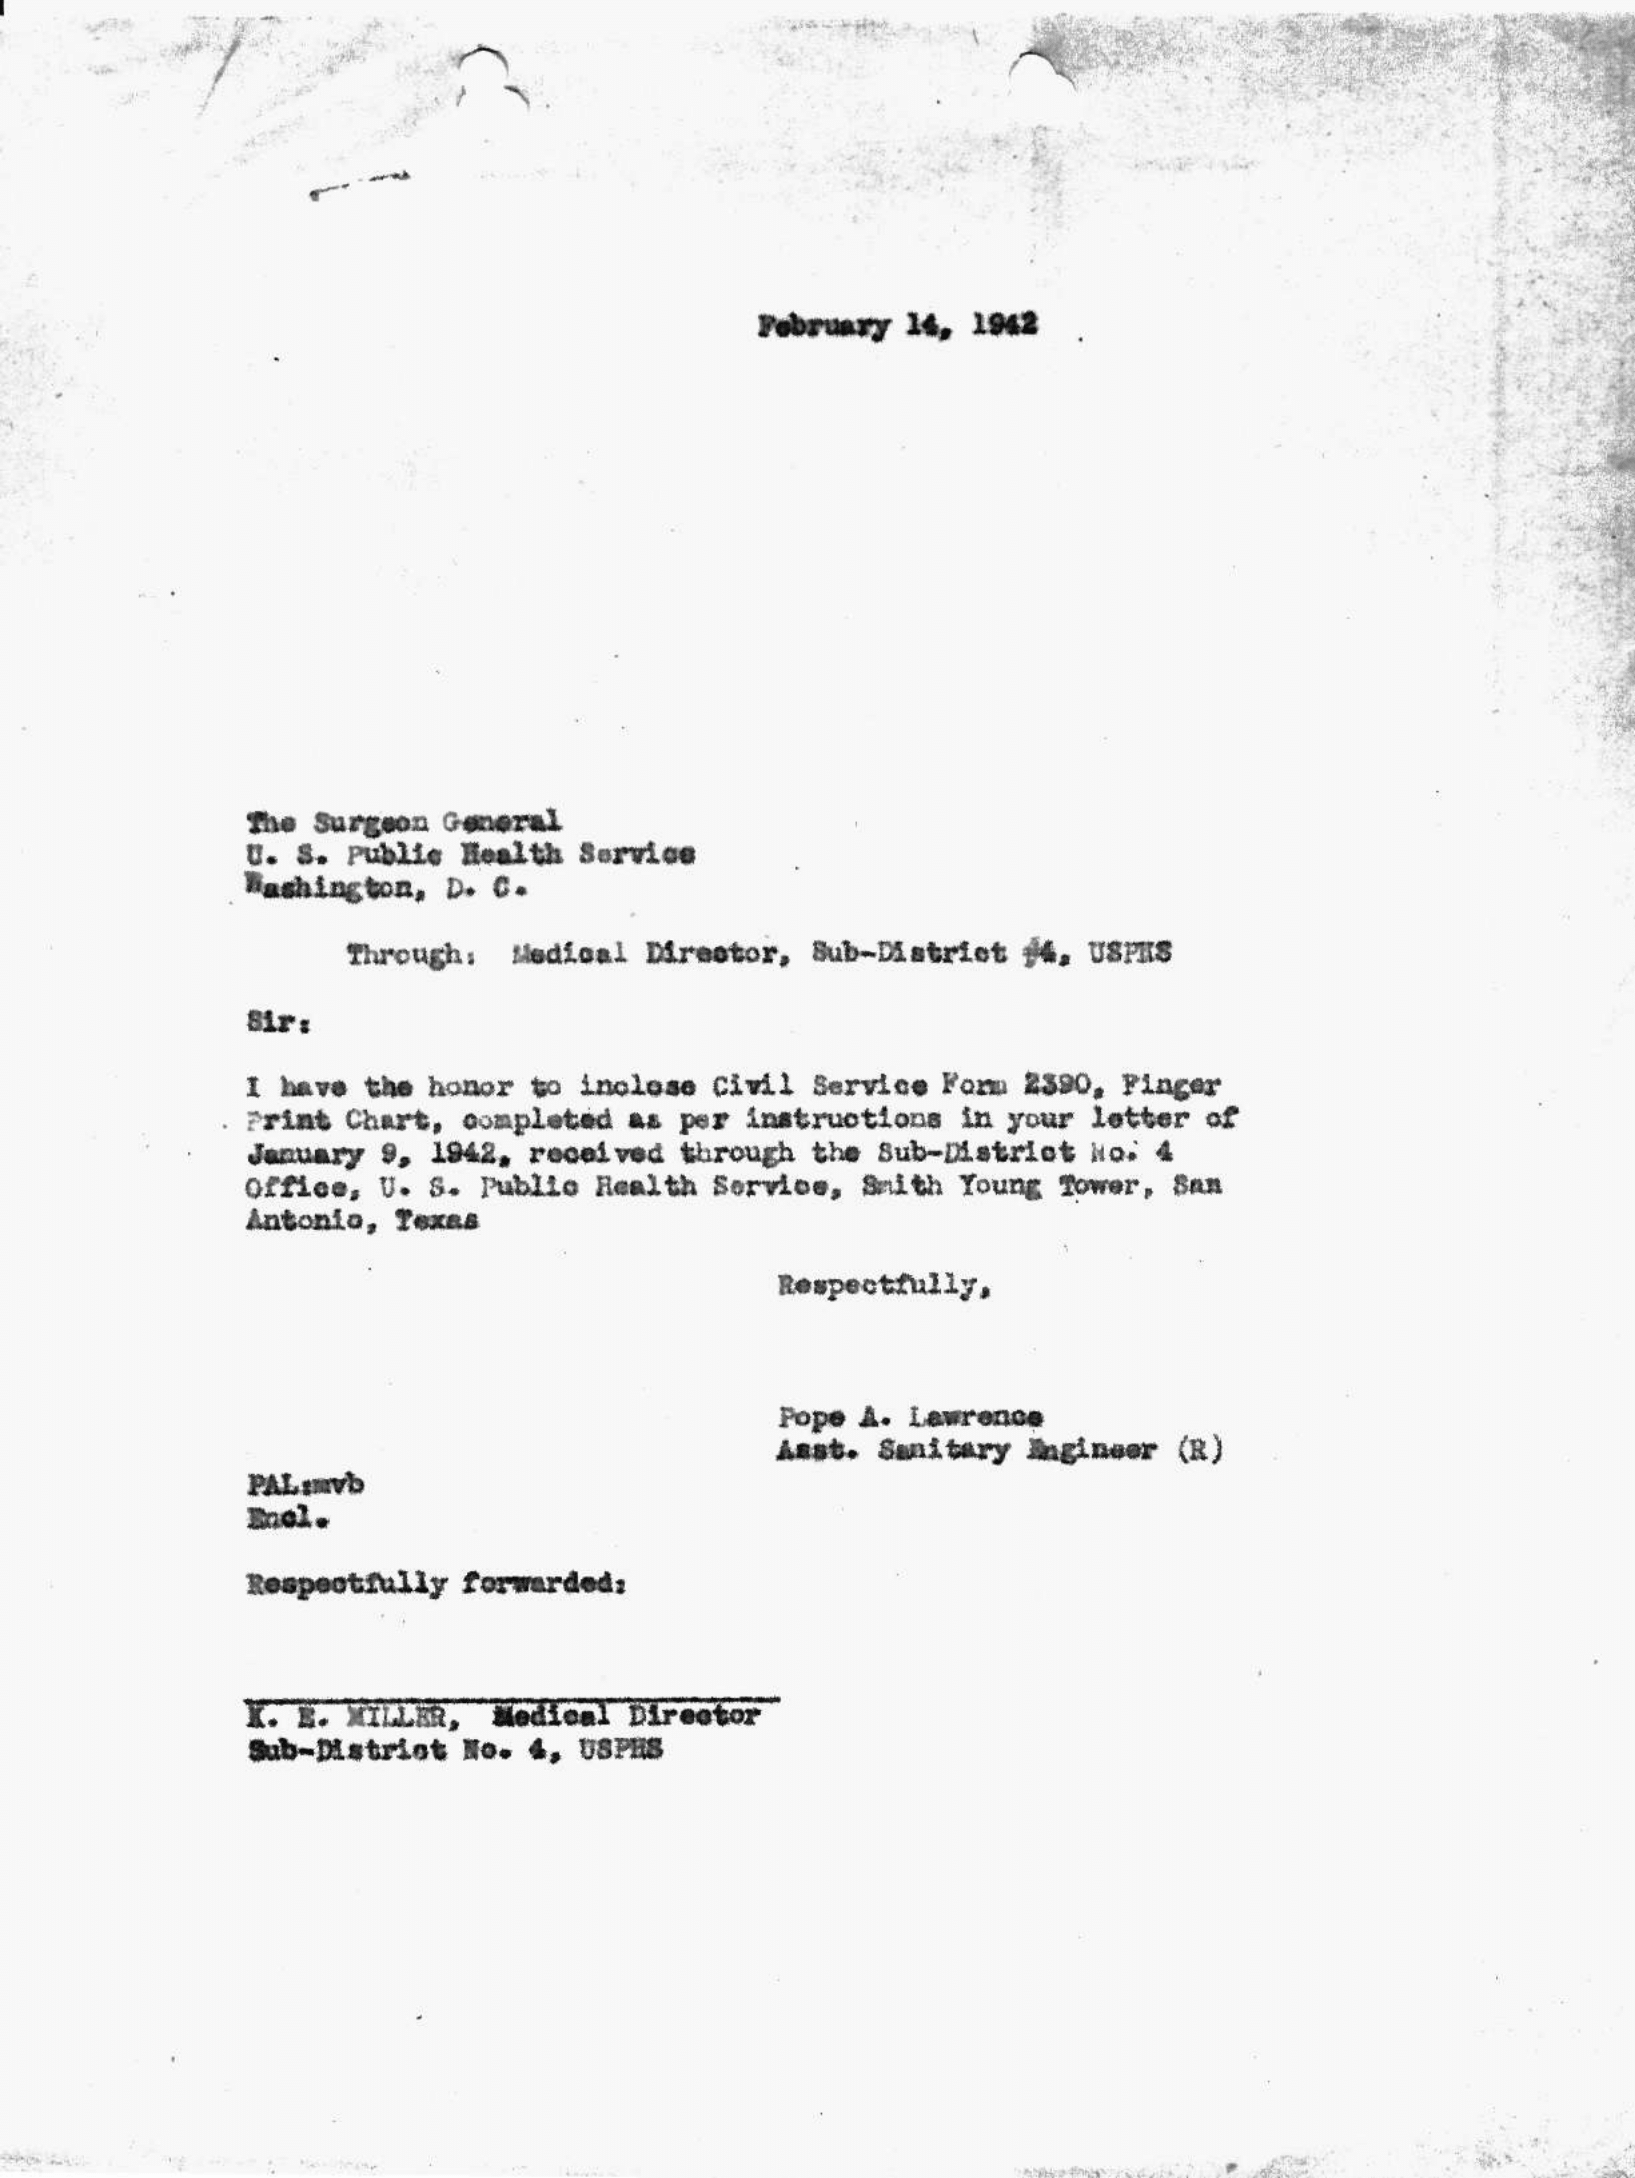 February 14, 1942
The Surgeon General
U. S. Public Health Service
Washington, D. C.
Through: Medical Director, Sub-District #4, USPHS
Sir:
I have the honor to inclose Civil Service Form 2390, Finger
Print Chart, completed as per instructions in your letter of
January 9, 1942, received through the Sub-District No. 4
Office, U. S. Public Health Service, Smith Young Tower, San
Antonio, Texas
Respectfully,
Pope A. Lawrence
Asst. Sanitary Engineer (R)
PAL:mvb
Encl.
Respectfully forwarded:
K. E. MILLER, Medical Director
Sub-District No. 4, USPHS